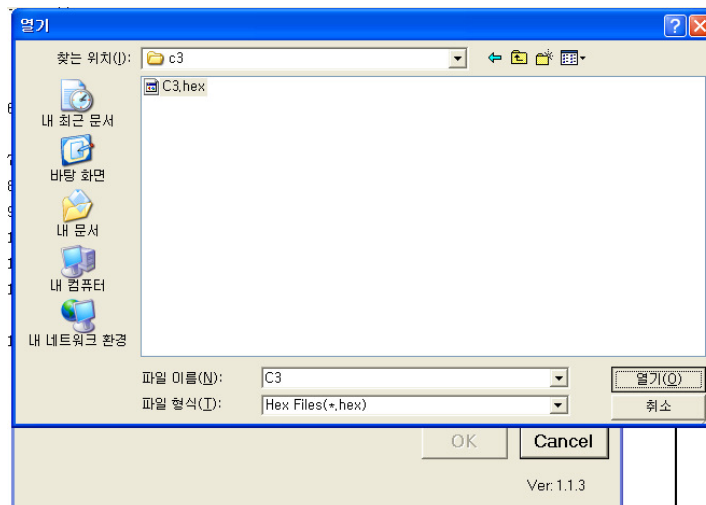 열기
찾는 위치(I):
c3
C3.hex
내 최근 문서
바탕 화면
내 문서
내 컴퓨터
내 네트워크 환경
파일 이름(N):
C3
열기(O)
파일 형식(T):
Hex Files(*.hex)
취소
OK
Cancel
Ver: 1.1.3